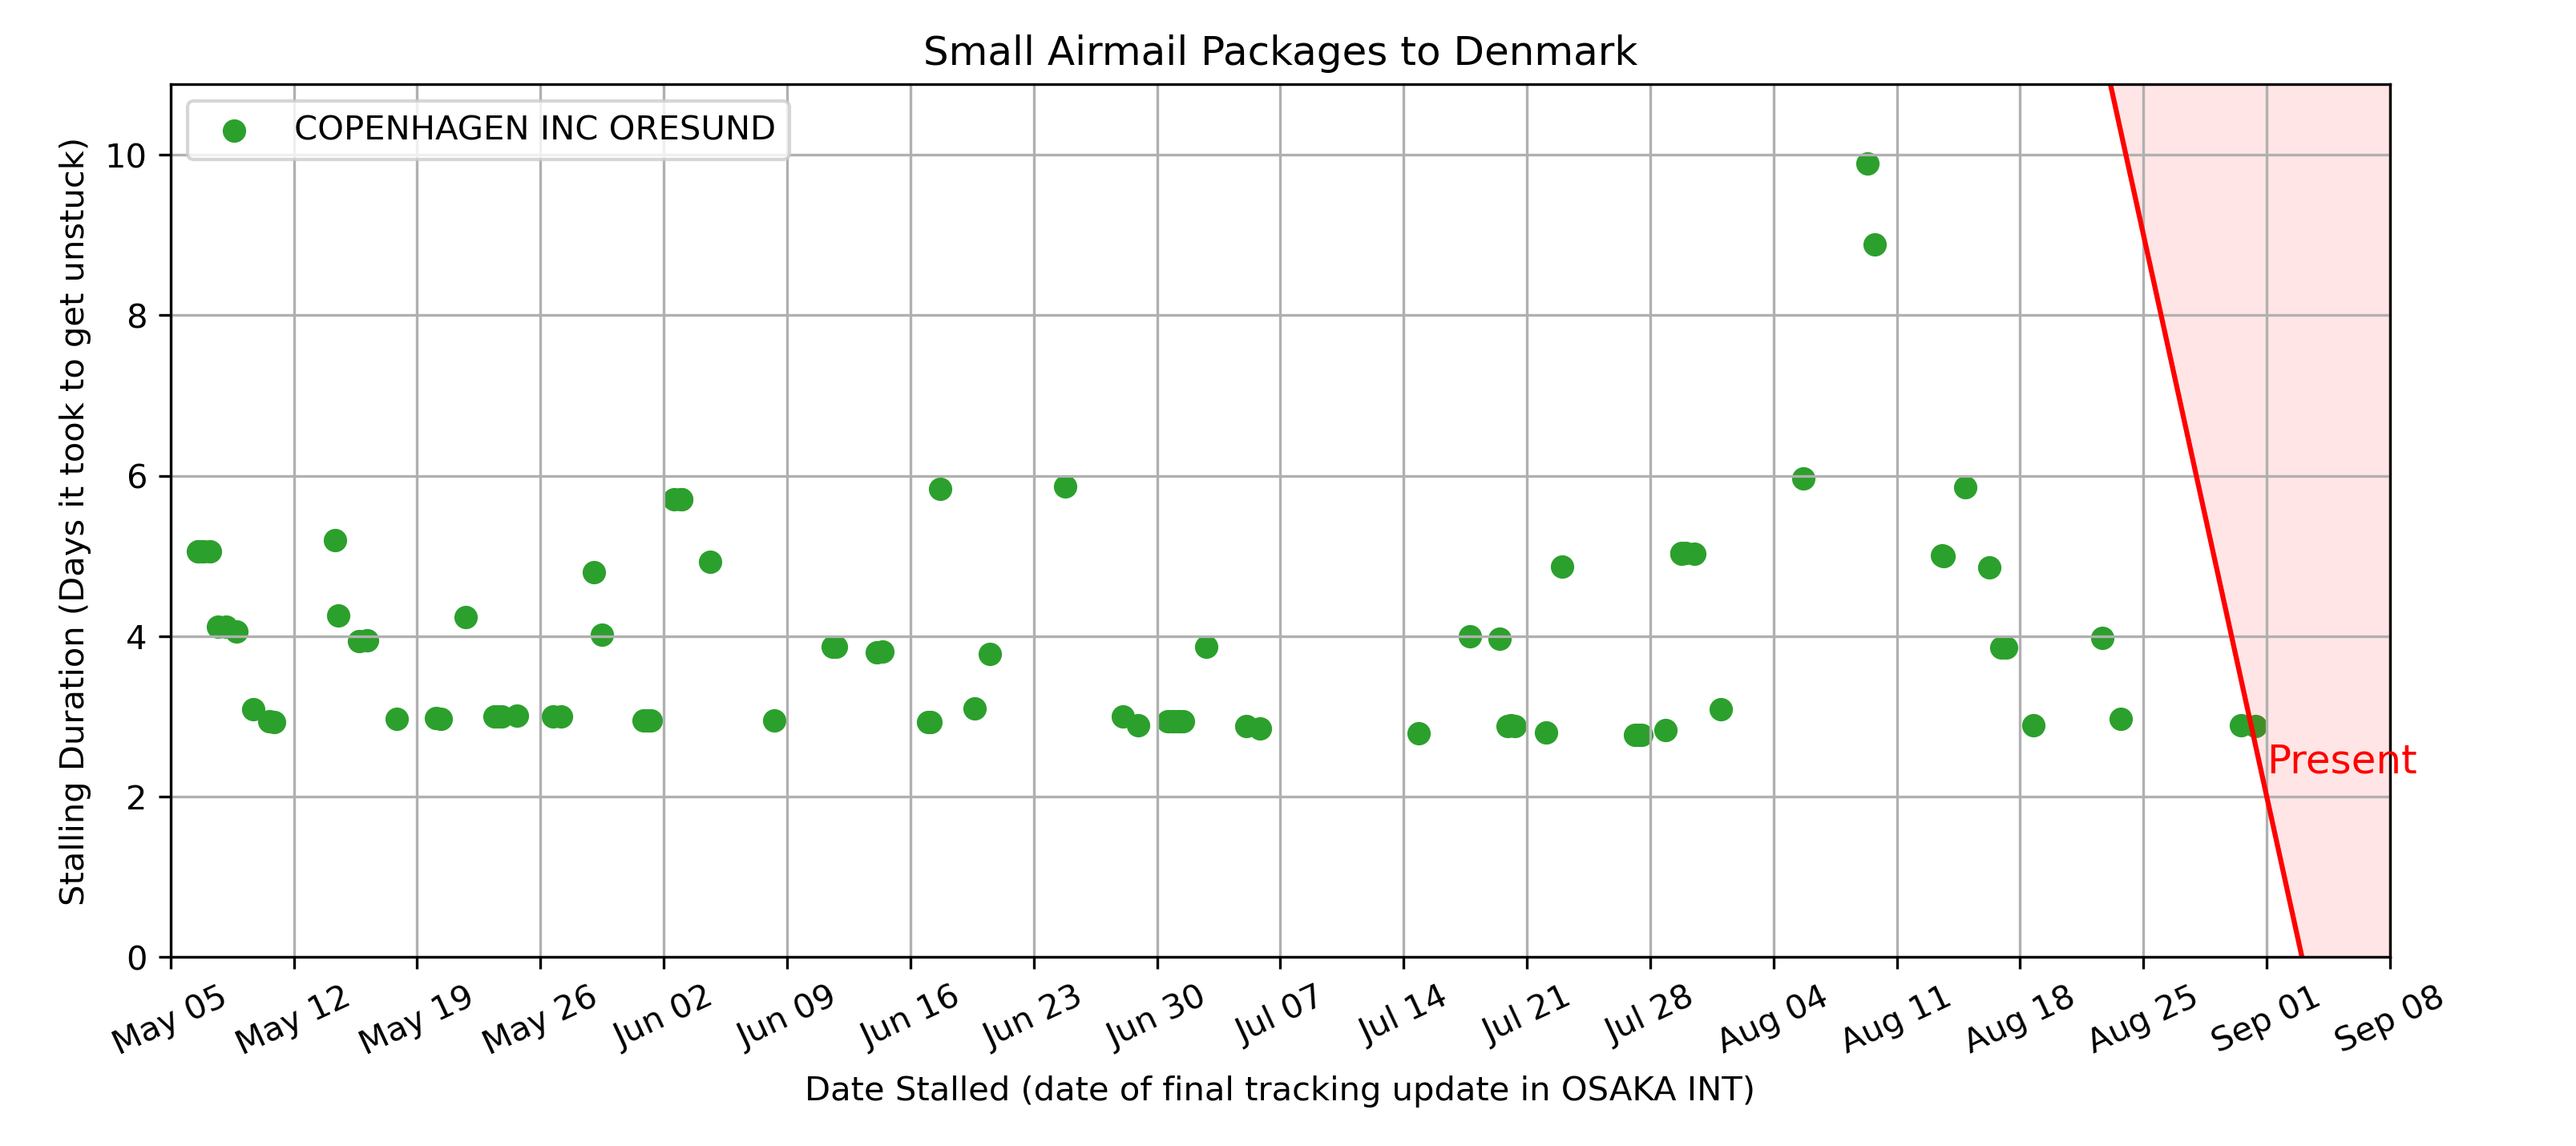 Small Airmail Packages to Denmark
COPENHAGEN INC ORESUND
Stalling Duration (Days it took to get unstuck)
10
8
6
4
2
0
Present
May 05
May 12
May 19
May 26
Jun 02
Jun 09
Jun 16
Jun 23
Jun 30
Jul 07
Jul 14
Jul 21
Jul 28
Aug 04
Aug 11
Aug 18
Aug 25
Sep 01
Sep 08
Date Stalled (date of final tracking update in OSAKA INT)